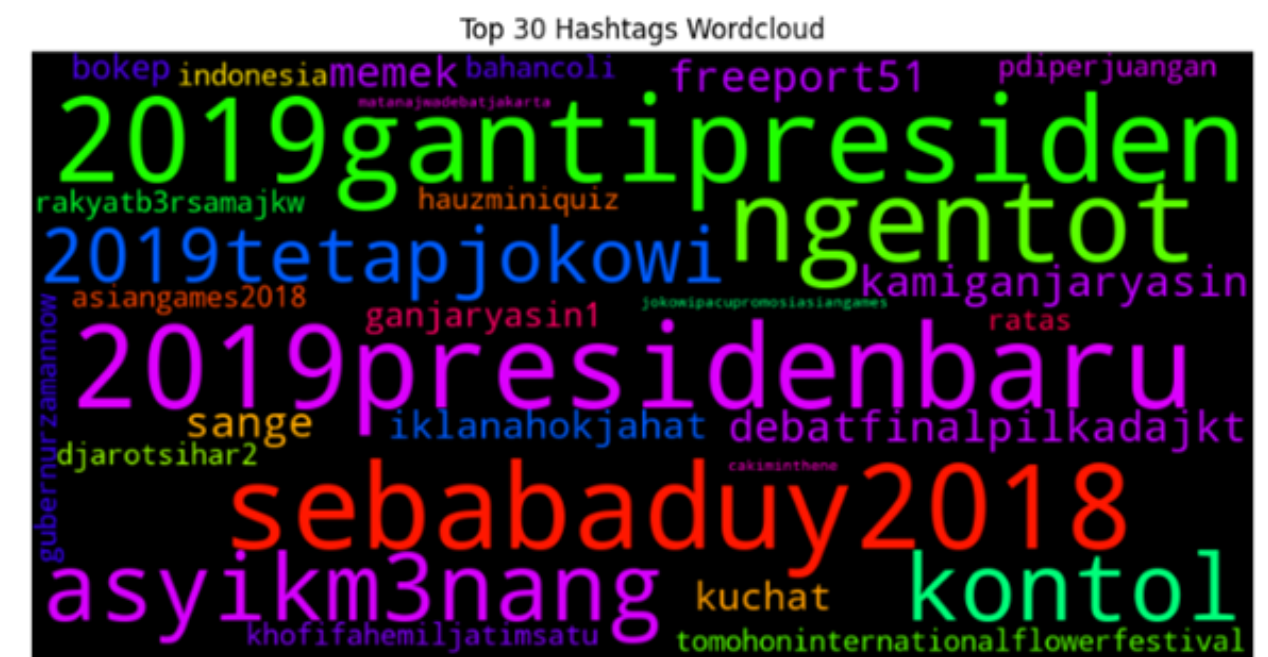 Top 30 Hashtags Wordcloud
bokep indonesia memek bahancoli freeport51 pdiperjuangan
matanajwadebatjakarta
2019gantipresiden
rakyatb3rsamajkw hauzminiquiz ngentot
2019tetapjokowi
kamiganjaryasin
asiangames2018 ganjaryasin1 jokowipacupromosiasiangames ratas
2019presidenbaru
gubernurzamannow
sange iklanahokjahat debatfinalpilkadajkt
djarotsihar2 cakiminthene
sebabaduy2018
asyikm3nang kuchat kontol
khofifahemiljatimsatu tomohoninternationalflowerfestival